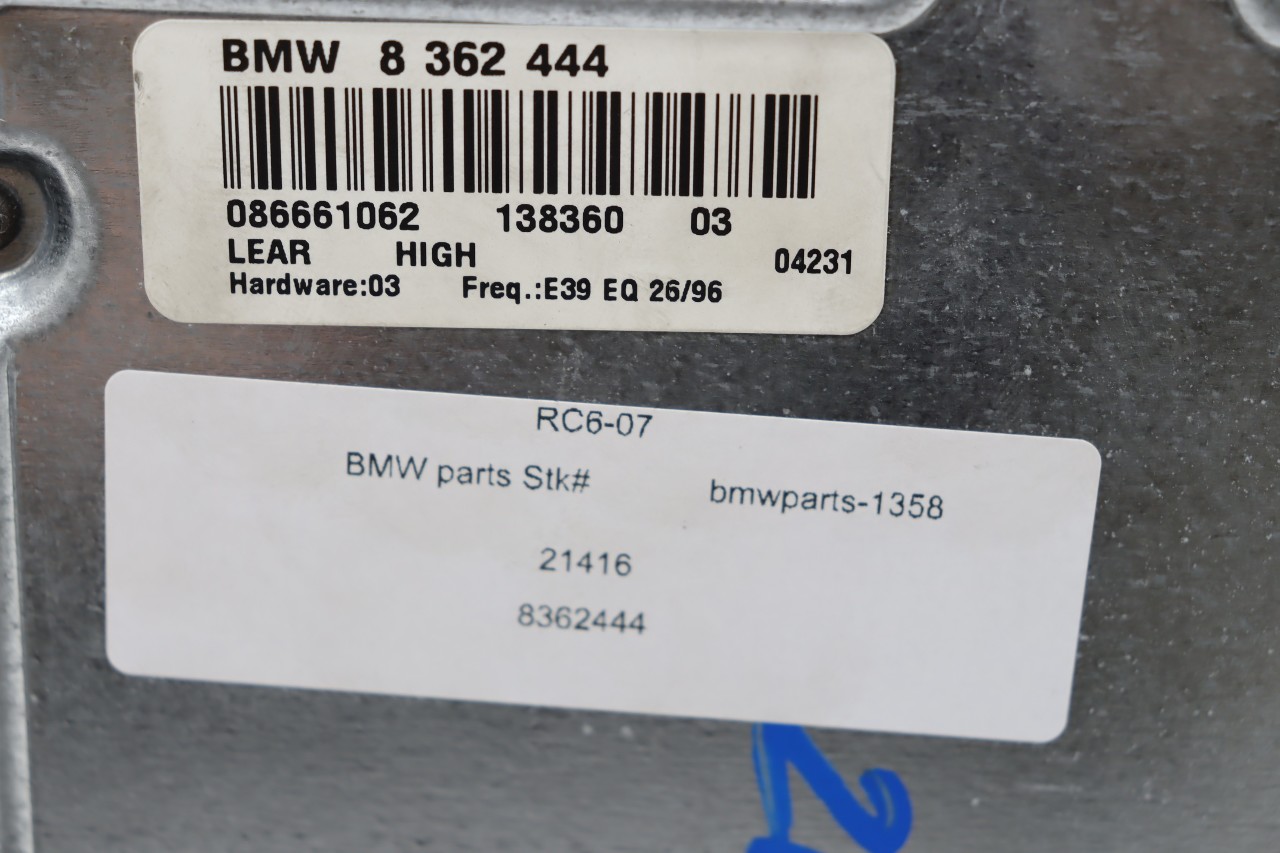 BMW 8 362 444
086661062 138360 03
LEAR HIGH 04231
Hardware:03 Freq.:E39 EQ 26/96
RC6-07
BMW parts Stk# bmwparts-1358
21416
8362444